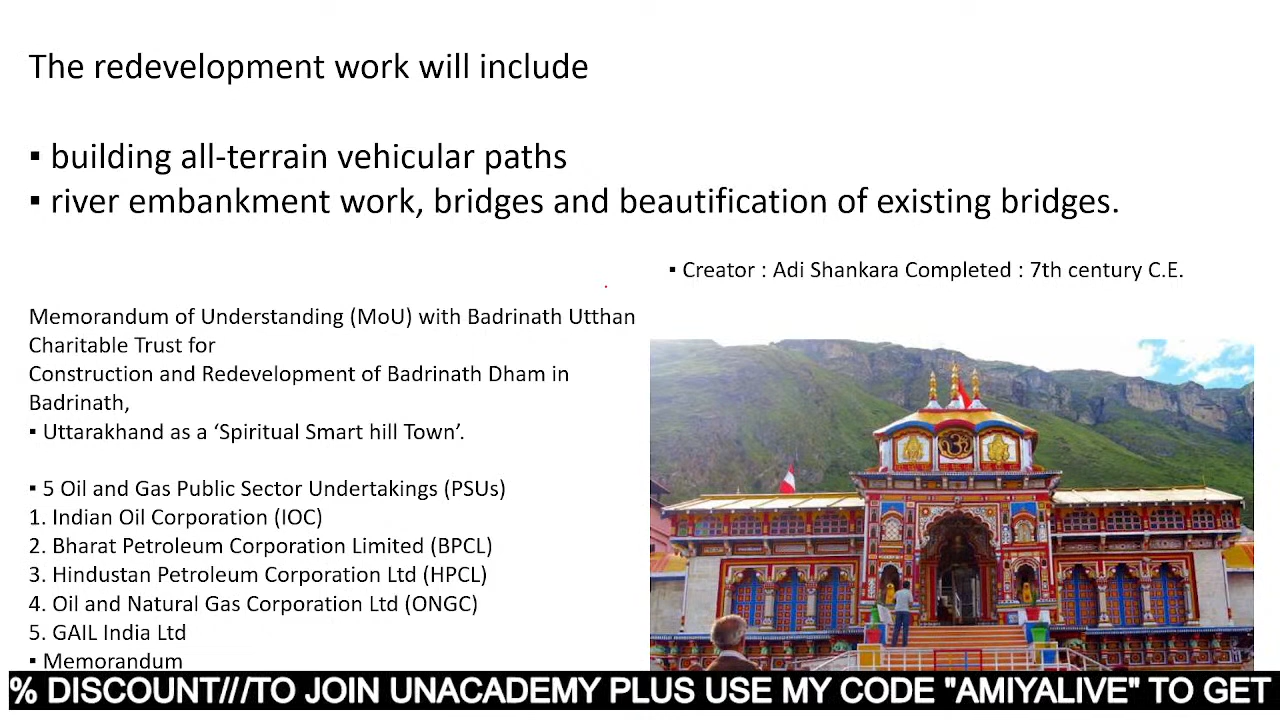 The redevelopment work will include
▪ building all-terrain vehicular paths
▪ river embankment work, bridges and beautification of existing bridges.
▪ Creator : Adi Shankara Completed : 7th century C.E.
Memorandum of Understanding (MoU) with Badrinath Utthan
Charitable Trust for
Construction and Redevelopment of Badrinath Dham in
Badrinath,
▪ Uttarakhand as a ‘Spiritual Smart hill Town’.
▪ 5 Oil and Gas Public Sector Undertakings (PSUs)
1. Indian Oil Corporation (IOC)
2. Bharat Petroleum Corporation Limited (BPCL)
3. Hindustan Petroleum Corporation Ltd (HPCL)
4. Oil and Natural Gas Corporation Ltd (ONGC)
5. GAIL India Ltd
▪ Memorandum
% DISCOUNT///TO JOIN UNACADEMY PLUS USE MY CODE "AMIYALIVE" TO GET